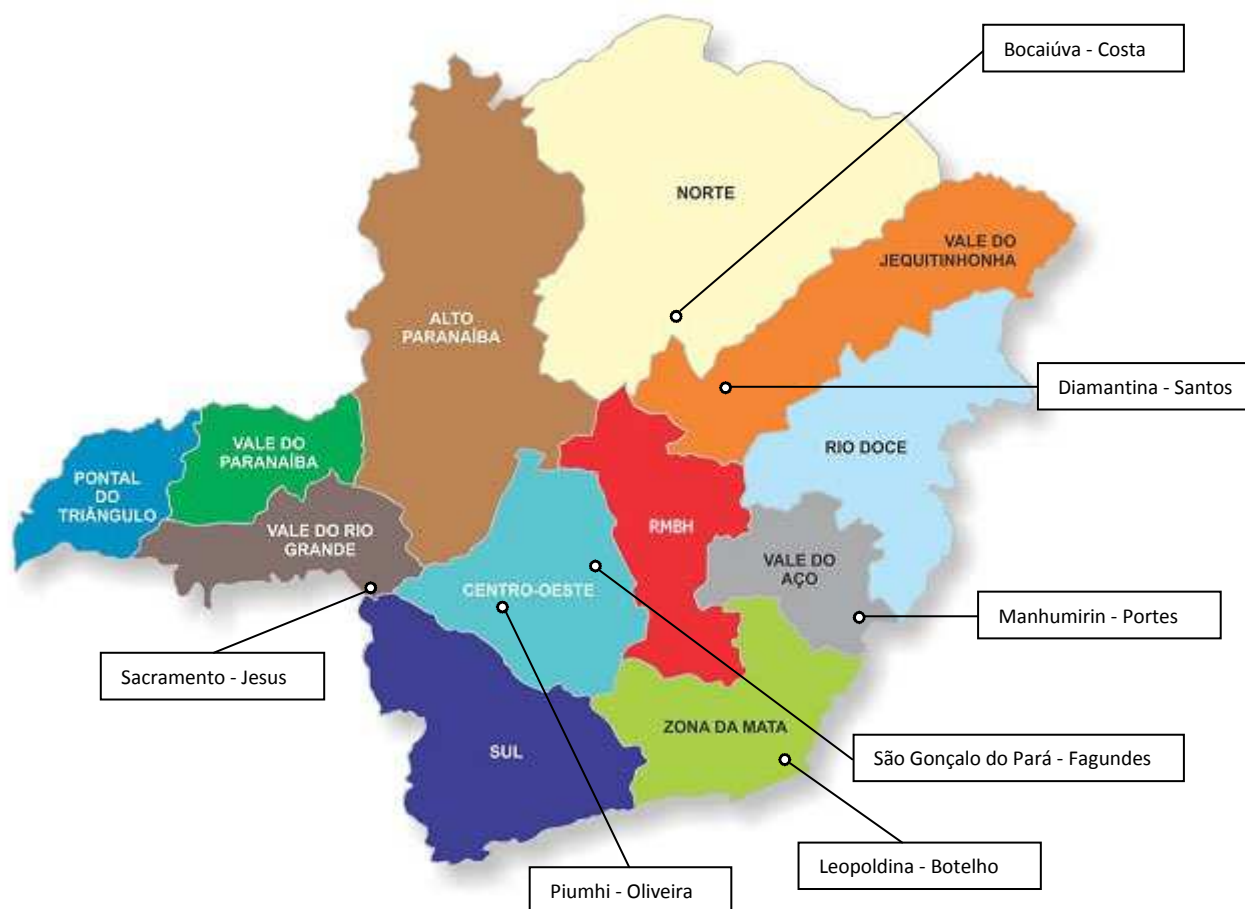 Bocaiúva - Costa
NORTE
VALE DO
JEQUITINHONHA
ALTO
PARANAÍBA
Diamantina - Santos
VALE DO
PARANAÍBA
RIO DOCE
PONTAL
DO
TRIÂNGULO
VALE DO RIO
GRANDE
RMBH
VALE DO
AÇO
CENTRO-OESTE
Manhumirin - Portes
Sacramento - Jesus
ZONA DA MATA
SUL
São Gonçalo do Pará - Fagundes
Leopoldina - Botelho
Piumhi - Oliveira